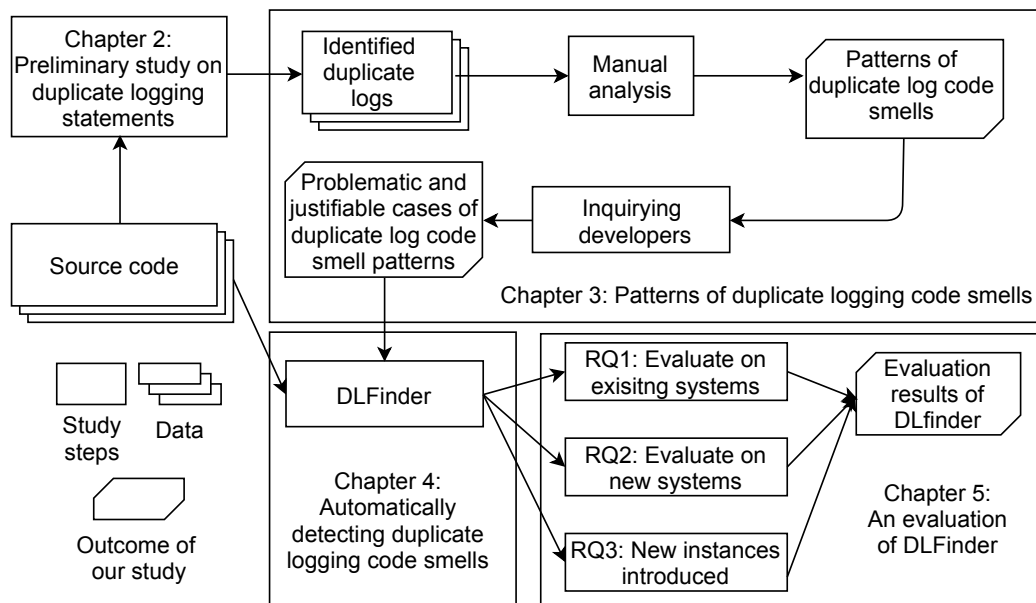 Chapter 2:
Preliminary study on
duplicate logging
statements
Identified
duplicate
logs
Manual
analysis
Patterns of
duplicate log code
smells
Problematic and
justifiable cases of
duplicate log code
smell patterns
Inquirying
developers
Chapter 3: Patterns of duplicate logging code smells
Source code
Study
steps
Data
Outcome of
our study
DLFinder
Chapter 4:
Automatically
detecting duplicate
logging code smells
RQ1: Evaluate on
exisitng systems
RQ2: Evaluate on
new systems
RQ3: New instances
introduced
Evaluation
results of
DLfinder
Chapter 5:
An evaluation
of DLFinder